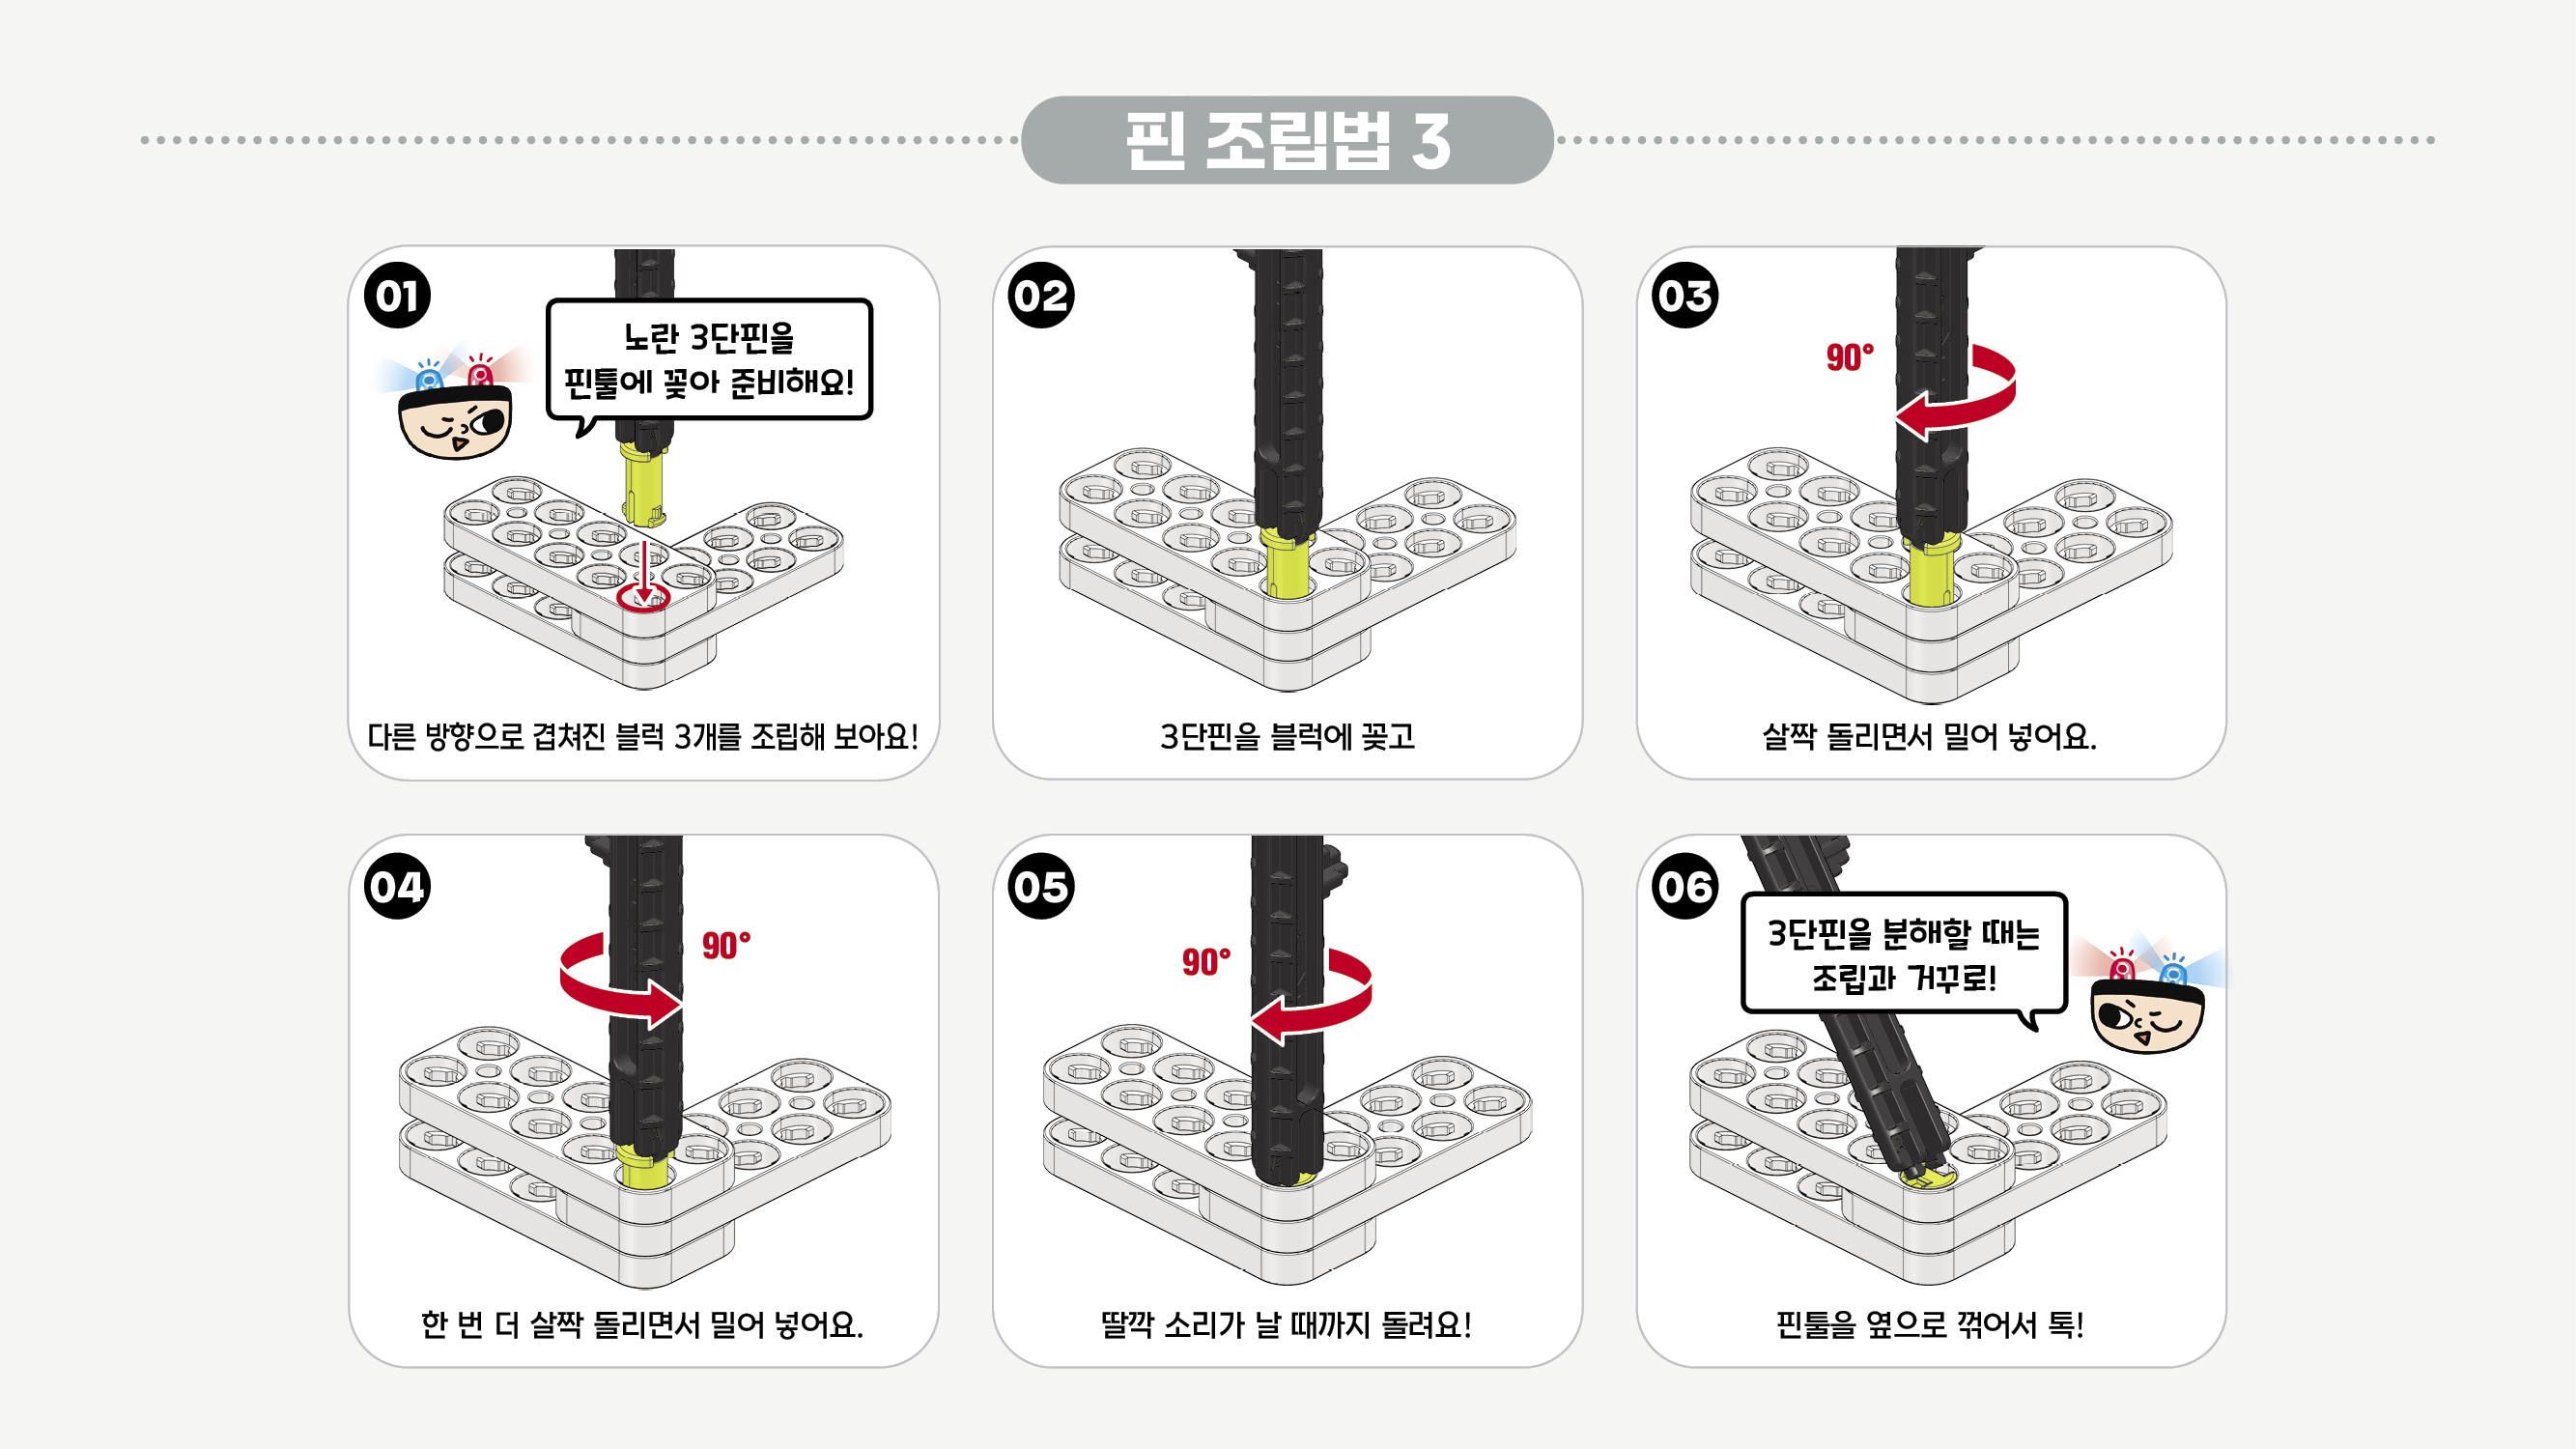 핀 조립법 3
01
노란 3단핀을
핀툴에 꽂아 준비해요!
다른 방향으로 겹쳐진 블럭 3개를 조립해 보아요!
02
3단핀을 블럭에 꽂고
03
90°
살짝 돌리면서 밀어 넣어요.
04
90°
한 번 더 살짝 돌리면서 밀어 넣어요.
05
90°
딸깍 소리가 날 때까지 돌려요!
06
3단핀을 분해할 때는
조립과 거꾸로!
핀툴을 옆으로 꺾어서 톡!